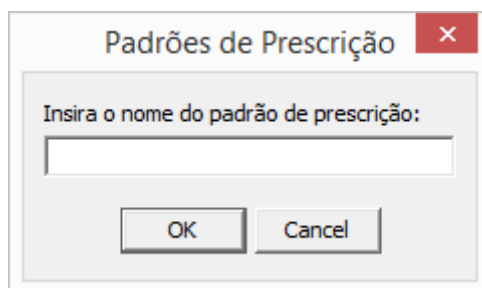 Padrões de Prescrição
Insira o nome do padrão de prescrição:
OK Cancel